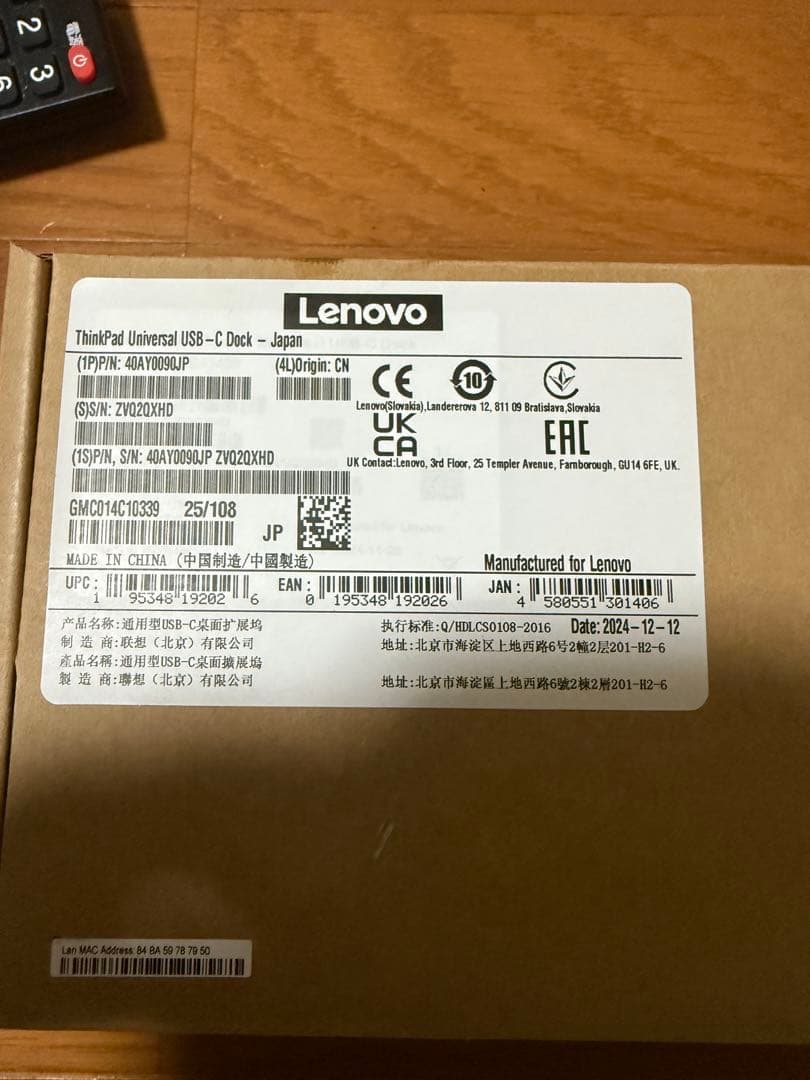 2
3
6
Lenovo
ThinkPad Universal USB-C Dock - Japan
(1P)P/N: 40AY0090JP
(4L)Origin: CN
(S)S/N: ZVQ2QXHD
(1S)P/N, S/N: 40AY0090JP ZVQ2QXHD
CE
10
Lenovo(Slovakia),Landererova 12, 811 09 Bratislava,Slovakia
UK
CA
EAC
UK Contact:Lenovo, 3rd Floor, 25 Templer Avenue, Farnborough, GU14 6FE, UK.
GMC014C10339 25/108
JP
MADE IN CHINA (中国制造/中國製造)
Manufactured for Lenovo
UPC: 1 95348 19202 6
EAN: 0 195348 192026
JAN: 4 580551 301406
产品名称:通用型USB-C桌面扩展坞
执行标准:Q/HDLCS0108-2016 Date:2024-12-12
制 造 商:联想（北京）有限公司
地址:北京市海淀区上地西路6号2幢2层201-H2-6
產品名稱:通用型USB-C桌面擴展塢
製 造 商:聯想（北京）有限公司
地址:北京市海淀區上地西路6號2棟2層201-H2-6
Lan MAC Address: 84 BA 59 78 79 50